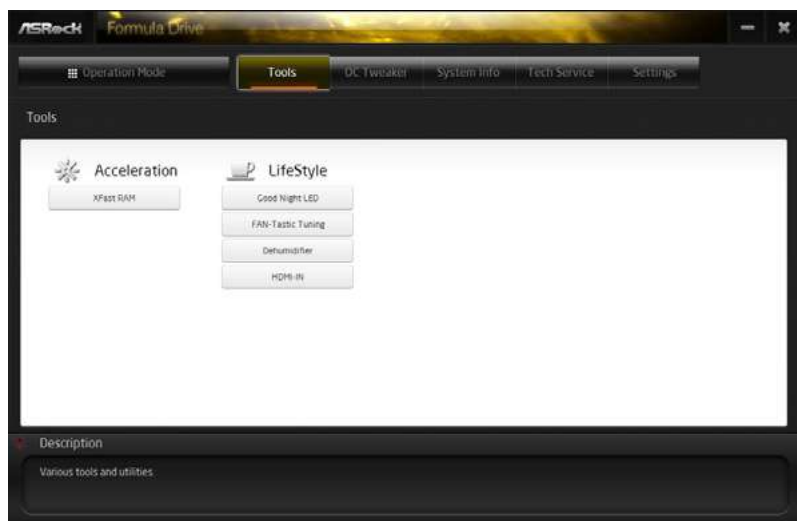 ASRock Formula Drive
Operation Mode Tools OC Tweaker System Info Tech Service Settings
Tools
Acceleration LifeStyle
XFast RAM Good Night LED
FAN-Tastic Tuning
Dehumidifier
HDMI-IN
Description
Various tools and utilities